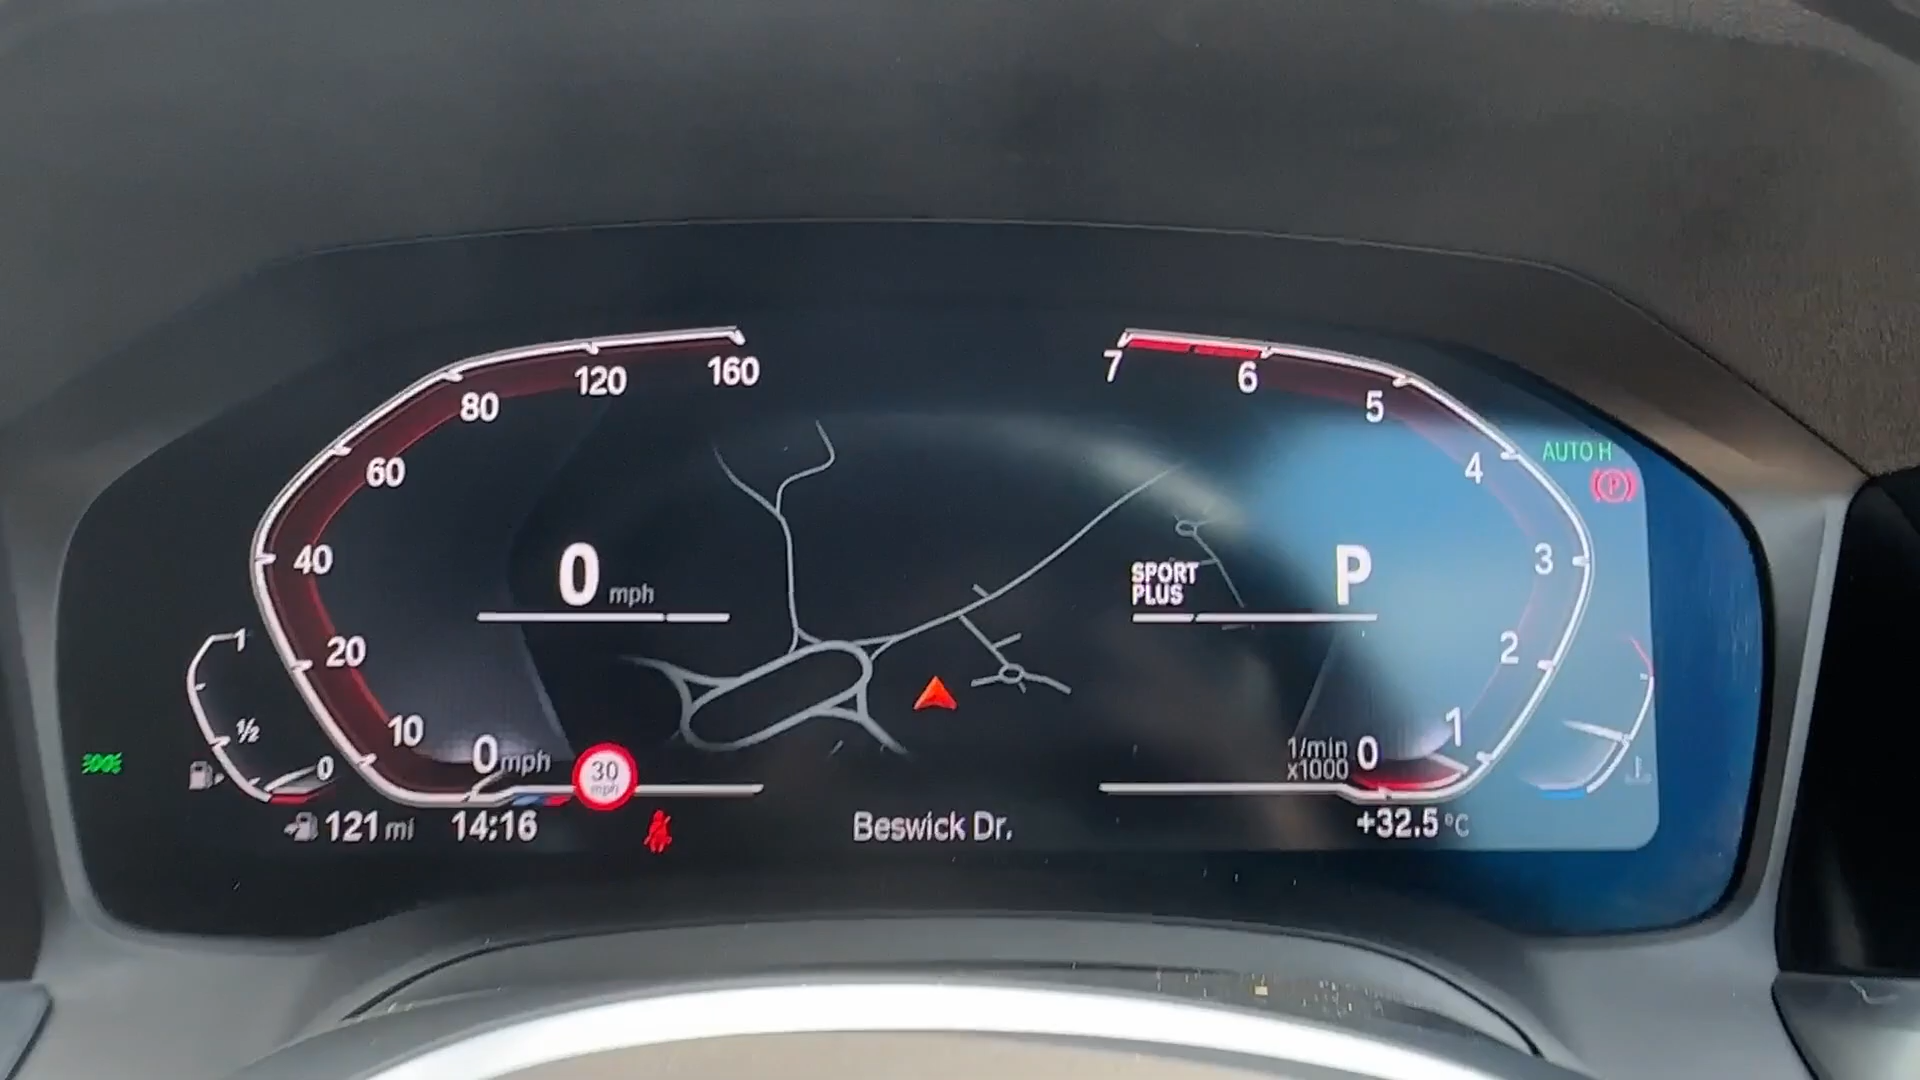 160
120
80
60
40
20
10
0 mph
0 mph
30
mph
1
½
0
121 mi
14:16
Beswick Dr.
7
6
5
4
3
2
1
0
1/min
x1000
SPORT
PLUS
P
AUTO H
(P)
+32.5 °C